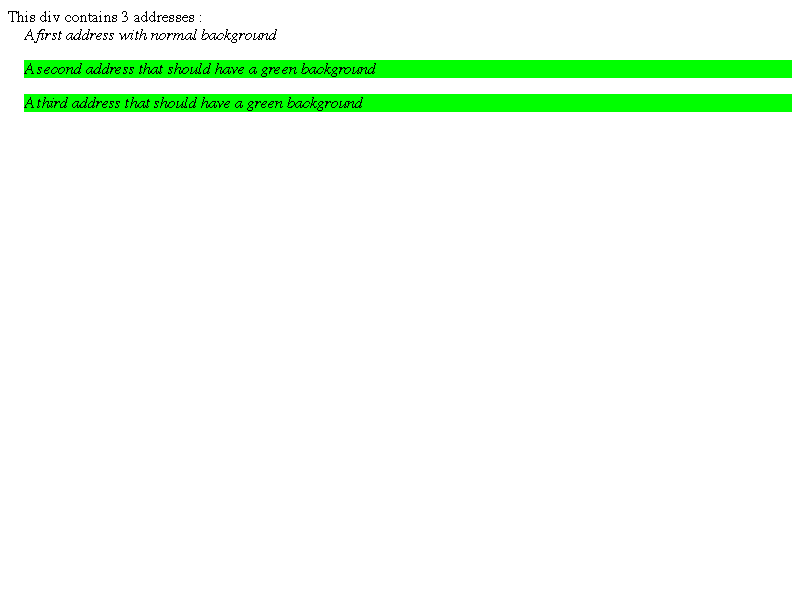 This div contains 3 addresses :
A first address with normal background
A second address that should have a green background
A third address that should have a green background